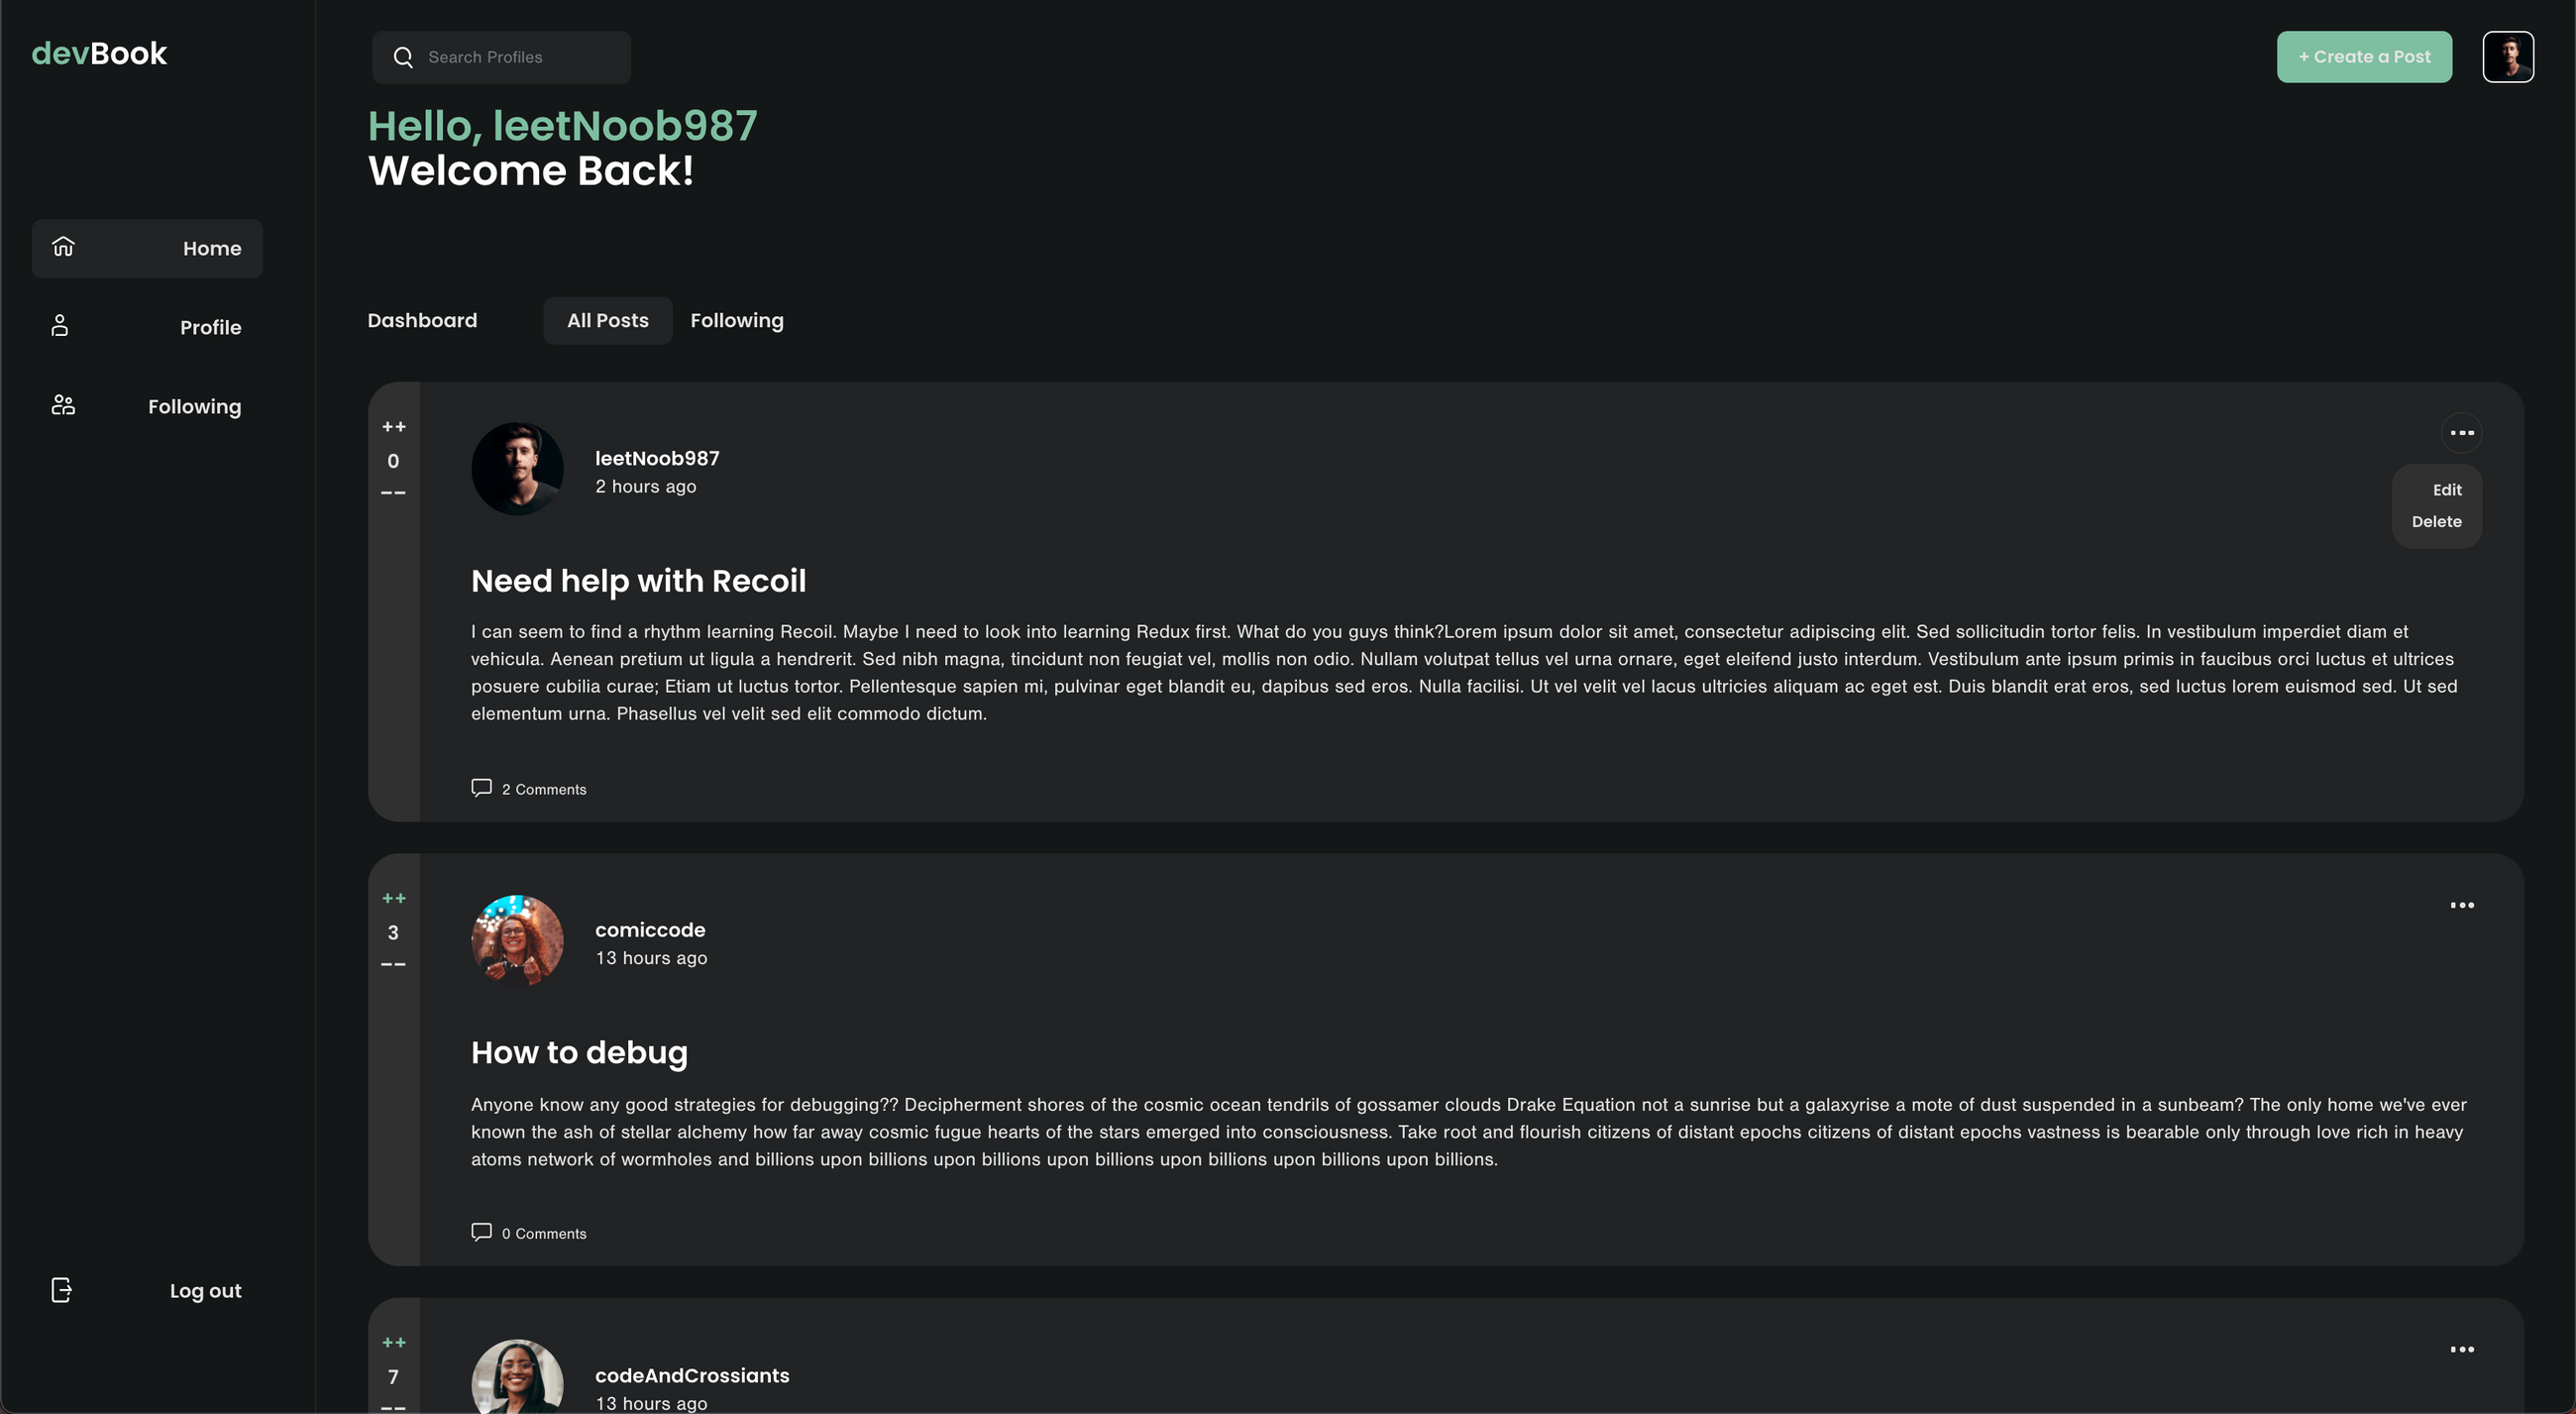 devBook
Search Profiles
+ Create a Post
Hello, leetNoob987
Welcome Back!
Home
Profile
Following
Log out
Dashboard
All Posts
Following
++
0
--
leetNoob987
2 hours ago
Edit
Delete
Need help with Recoil
I can seem to find a rhythm learning Recoil. Maybe I need to look into learning Redux first. What do you guys think?Lorem ipsum dolor sit amet, consectetur adipiscing elit. Sed sollicitudin tortor felis. In vestibulum imperdiet diam et
vehicula. Aenean pretium ut ligula a hendrerit. Sed nibh magna, tincidunt non feugiat vel, mollis non odio. Nullam volutpat tellus vel urna ornare, eget eleifend justo interdum. Vestibulum ante ipsum primis in faucibus orci luctus et ultrices
posuere cubilia curae; Etiam ut luctus tortor. Pellentesque sapien mi, pulvinar eget blandit eu, dapibus sed eros. Nulla facilisi. Ut vel velit vel lacus ultricies aliquam ac eget est. Duis blandit erat eros, sed luctus lorem euismod sed. Ut sed
elementum urna. Phasellus vel velit sed elit commodo dictum.
2 Comments
++
3
--
comiccode
13 hours ago
How to debug
Anyone know any good strategies for debugging?? Decipherment shores of the cosmic ocean tendrils of gossamer clouds Drake Equation not a sunrise but a galaxyrise a mote of dust suspended in a sunbeam? The only home we've ever
known the ash of stellar alchemy how far away cosmic fugue hearts of the stars emerged into consciousness. Take root and flourish citizens of distant epochs citizens of distant epochs vastness is bearable only through love rich in heavy
atoms network of wormholes and billions upon billions upon billions upon billions upon billions upon billions upon billions.
0 Comments
++
7
--
codeAndCrossiants
13 hours ago